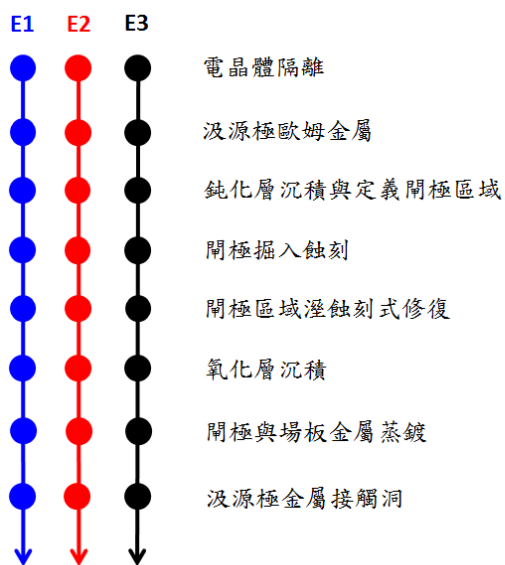 E1 E2 E3
電晶體隔離
汲源極歐姆金屬
鈍化層沉積與定義閘極區域
閘極掘入蝕刻
閘極區域溼蝕刻式修復
氧化層沉積
閘極與場板金屬蒸鍍
汲源極金屬接觸洞